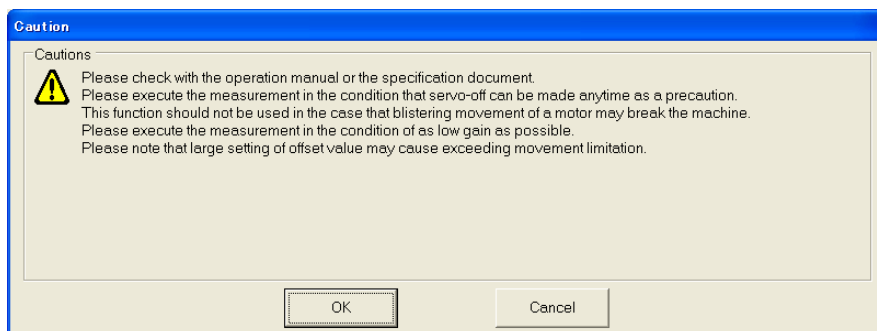 Caution
Cautions
Please check with the operation manual or the specification document.
Please execute the measurement in the condition that servo-off can be made anytime as a precaution.
This function should not be used in the case that blistering movement of a motor may break the machine.
Please execute the measurement in the condition of as low gain as possible.
Please note that large setting of offset value may cause exceeding movement limitation.
OK
Cancel